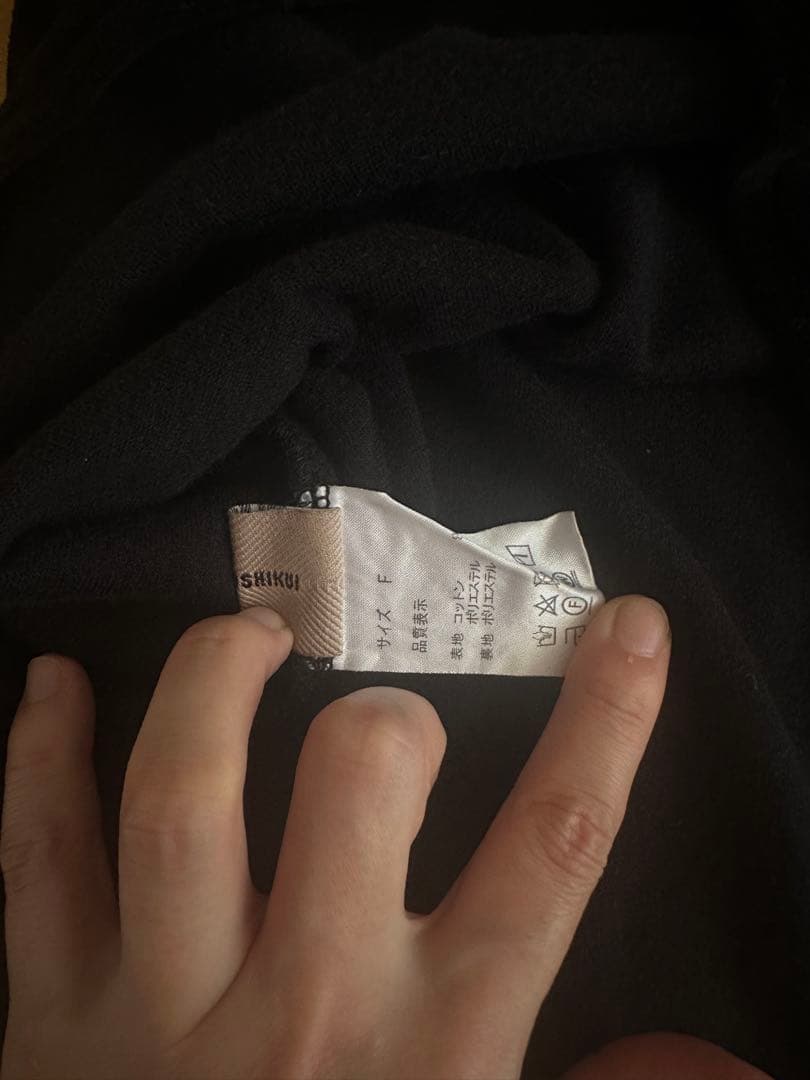 SHIKUI
サイズ F
品質表示
表地 コットン
ポリエステル
裏地 ポリエステル
F